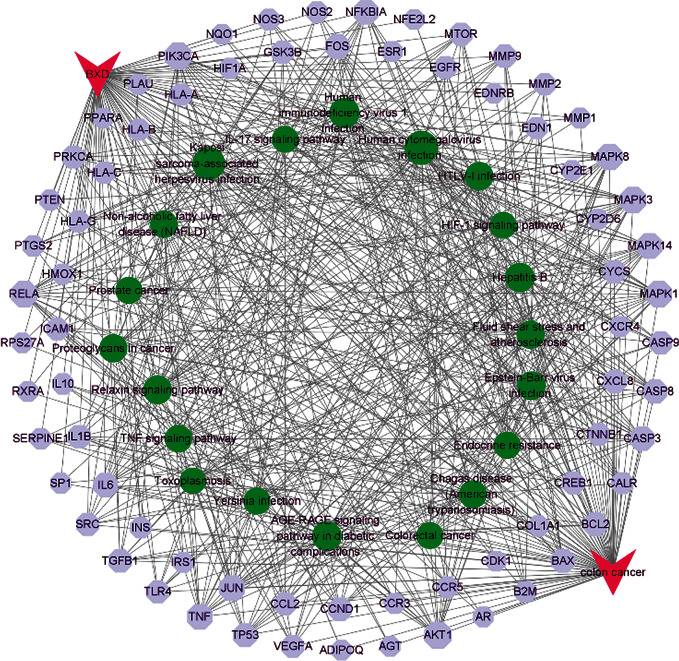 NOS3
NOS2
NFKBIA
NFE2L2
NQO1
MTOR
PIK3CA
GSK3B
FOS
ESR1
MMP9
HIF1A
EGFR
BXD
PLAU
MMP2
HLA-A
EDNRB
Human
immunodeficiency virus 1
infection
PPARA
MMP1
HLA-B
EDN1
IL-17 signaling pathway
Human cytomegalovirus
infection
Kaposi
sarcoma-associated
herpesvirus infection
PRKCA
MAPK8
HLA-C
CYP2E1
HTLV-I infection
PTEN
MAPK3
HLA-G
CYP2D6
Non-alcoholic fatty liver
disease (NAFLD)
HIF-1 signaling pathway
PTGS2
MAPK14
HMOX1
CYCS
Hepatitis B
RELA
Prostate cancer
MAPK1
ICAM1
CXCR4
Fluid shear stress and
atherosclerosis
RPS27A
Proteoglycans in cancer
CASP9
IL10
CXCL8
Epstein-Barr virus
infection
RXRA
Relaxin signaling pathway
CASP8
SERPINE1
IL1B
TNF signaling pathway
CTNNB1
CASP3
Endocrine resistance
SP1
IL6
Toxoplasmosis
Chagas disease
(American
trypanosomiasis)
CREB1
CALR
Yersinia infection
SRC
INS
AGE-RAGE signaling
pathway in diabetic
complications
Colorectal cancer
COL1A1
BCL2
TGFB1
IRS1
CDK1
BAX
colon cancer
TLR4
JUN
CCR5
B2M
TNF
CCL2
CCND1
CCR3
AR
TP53
VEGFA
ADIPOQ
AGT
AKT1